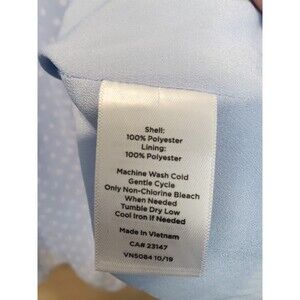 Shell:
100% Polyester
Lining:
100% Polyester
Machine Wash Cold
Gentle Cycle
Only Non-Chlorine Bleach
When Needed
Tumble Dry Low
Cool Iron If Needed
Made In Vietnam
CA# 23147
VN5084 10/19